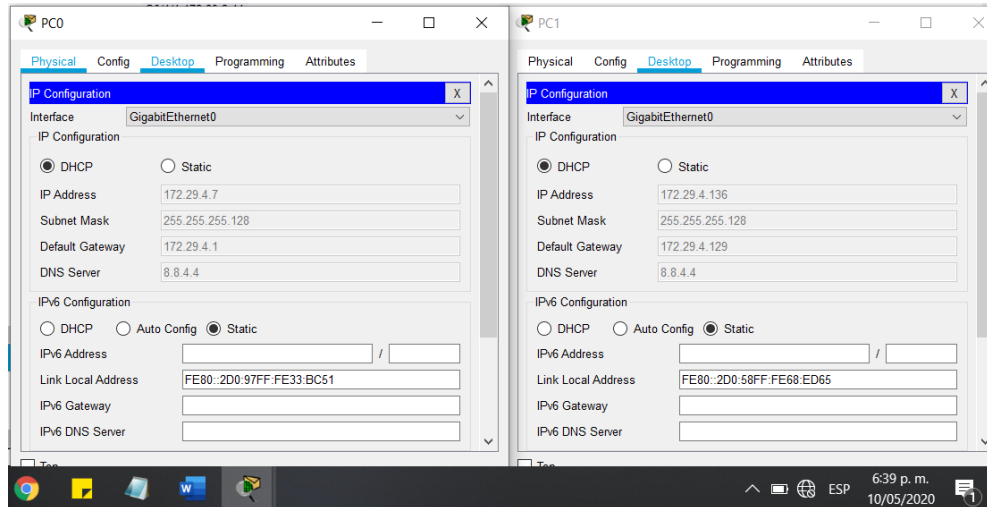 PC0
Physical Config Desktop Programming Attributes
IP Configuration X
Interface GigabitEthernet0
IP Configuration
DHCP Static
IP Address 172.29.4.7
Subnet Mask 255.255.255.128
Default Gateway 172.29.4.1
DNS Server 8.8.4.4
IPv6 Configuration
DHCP Auto Config Static
IPv6 Address /
Link Local Address FE80::2D0:97FF:FE33:BC51
IPv6 Gateway
IPv6 DNS Server
PC1
Physical Config Desktop Programming Attributes
IP Configuration X
Interface GigabitEthernet0
IP Configuration
DHCP Static
IP Address 172.29.4.136
Subnet Mask 255.255.255.128
Default Gateway 172.29.4.129
DNS Server 8.8.4.4
IPv6 Configuration
DHCP Auto Config Static
IPv6 Address /
Link Local Address FE80::2D0:58FF:FE68:ED65
IPv6 Gateway
IPv6 DNS Server
ESP
6:39 p. m.
10/05/2020
1